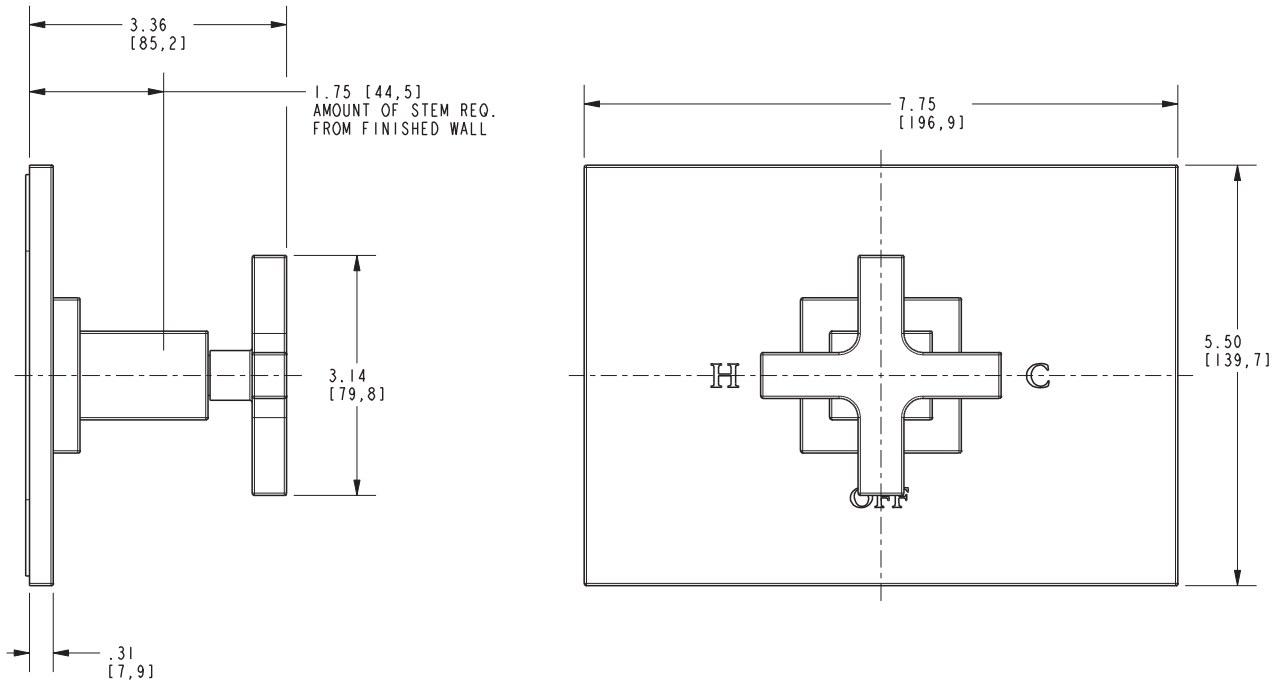 3.36
[85,2]
1.75 [44,5]
AMOUNT OF STEM REQ.
FROM FINISHED WALL
7.75
[196,9]
3.14
[79,8]
5.50
[139,7]
H
C
OFF
.31
[7,9]